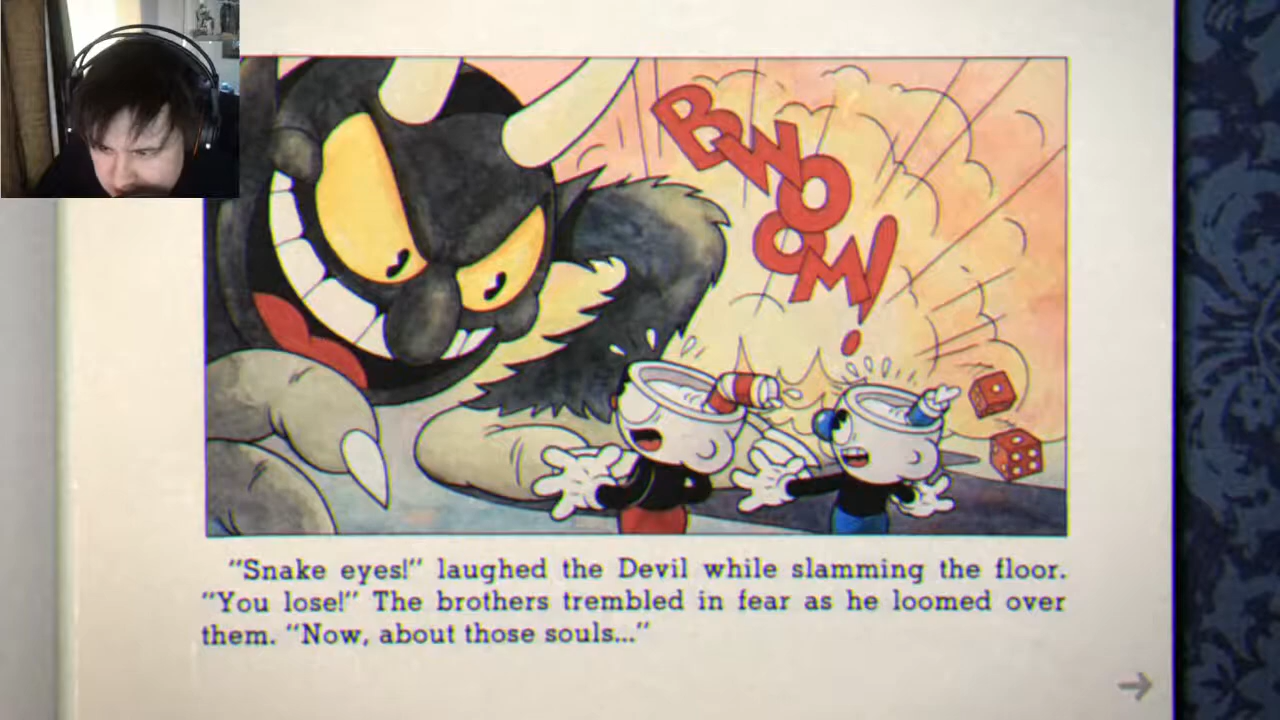 BWOOM!
"Snake eyes!" laughed the Devil while slamming the floor.
"You lose!" The brothers trembled in fear as he loomed over
them. "Now, about those souls..."